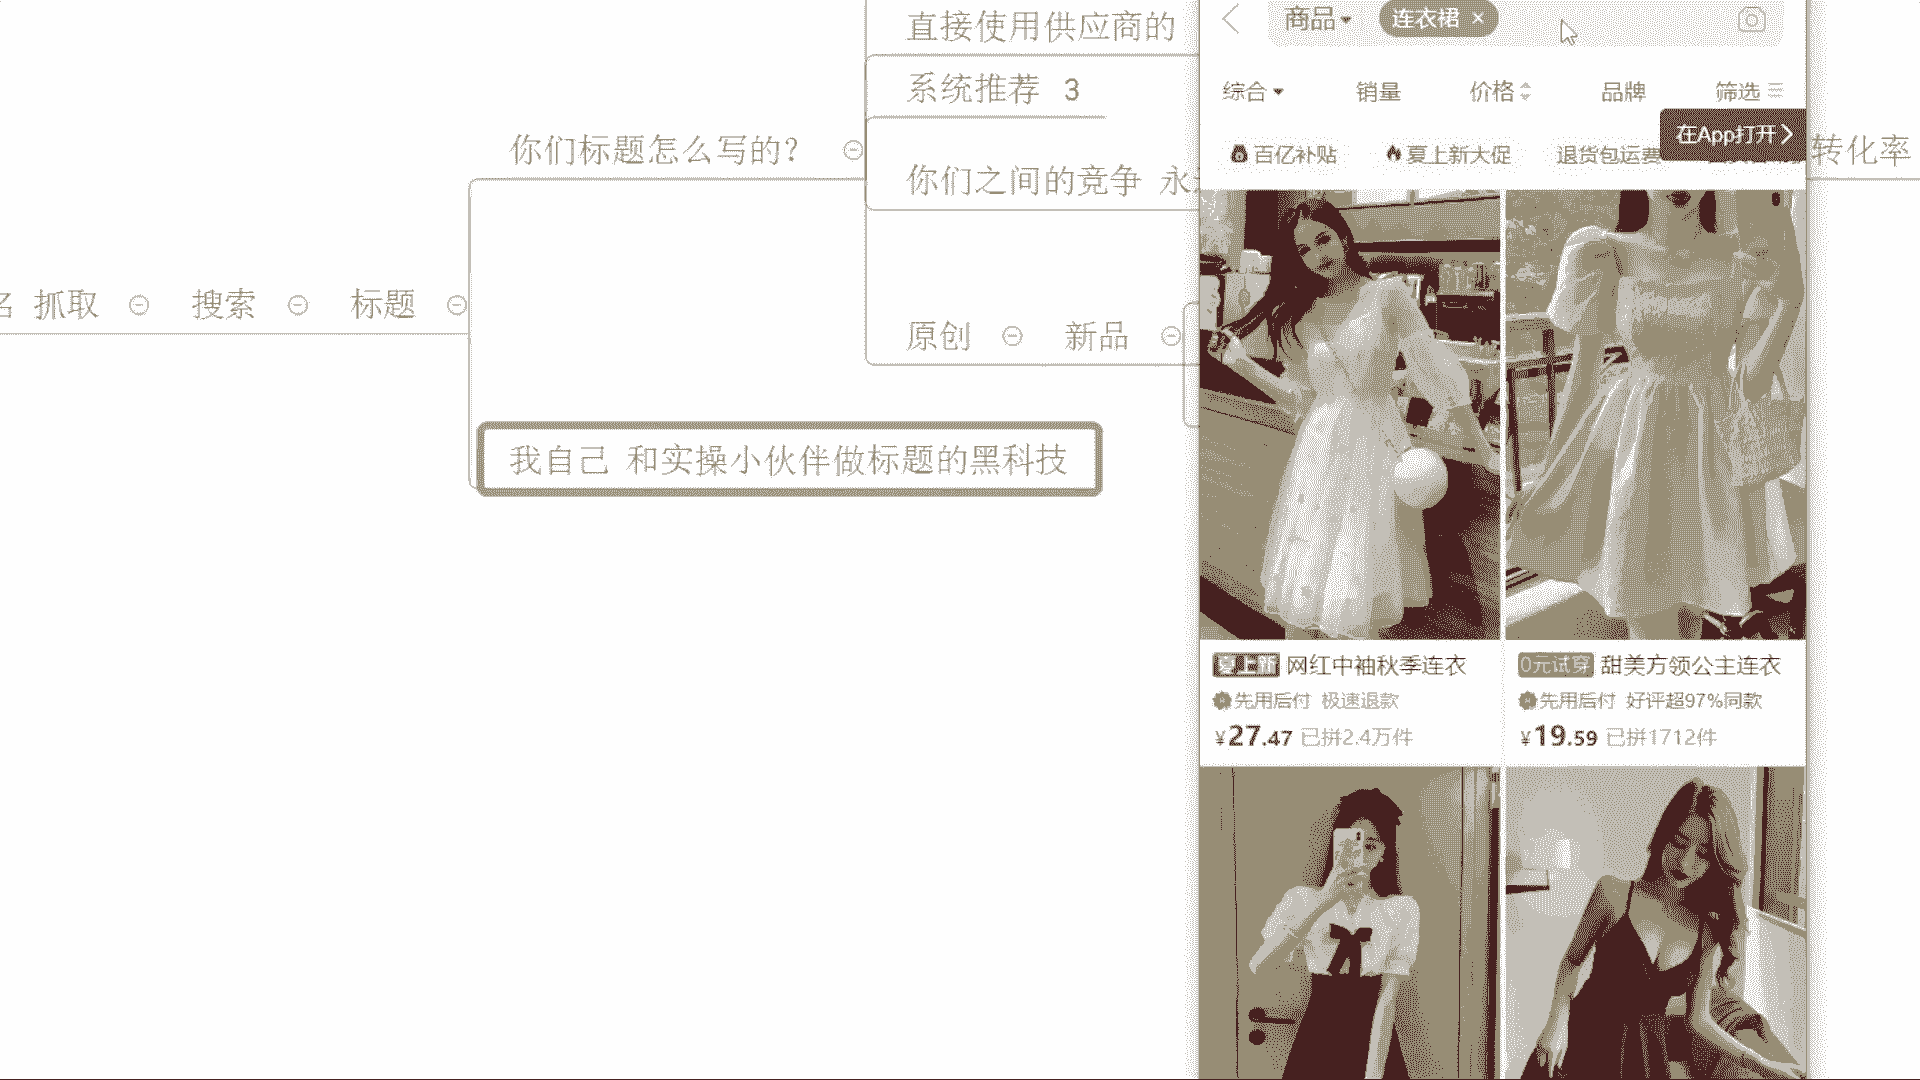 直接使用供应商的
系统推荐 3
你们标题怎么写的？
你们之间的竞争 永
抓取 搜索 标题
原创 新品
我自己 和实操小伙伴做标题的黑科技
转化率
商品 连衣裙 ×
综合 销量 价格 品牌 筛选
在App打开
百亿补贴 夏上新大促 退货包运费
夏上新 网红中袖秋季连衣
先用后付 极速退款
¥27.47 已拼2.4万件
0元试穿 甜美方领公主连衣
先用后付 好评超97%同款
¥19.59 已拼1712件